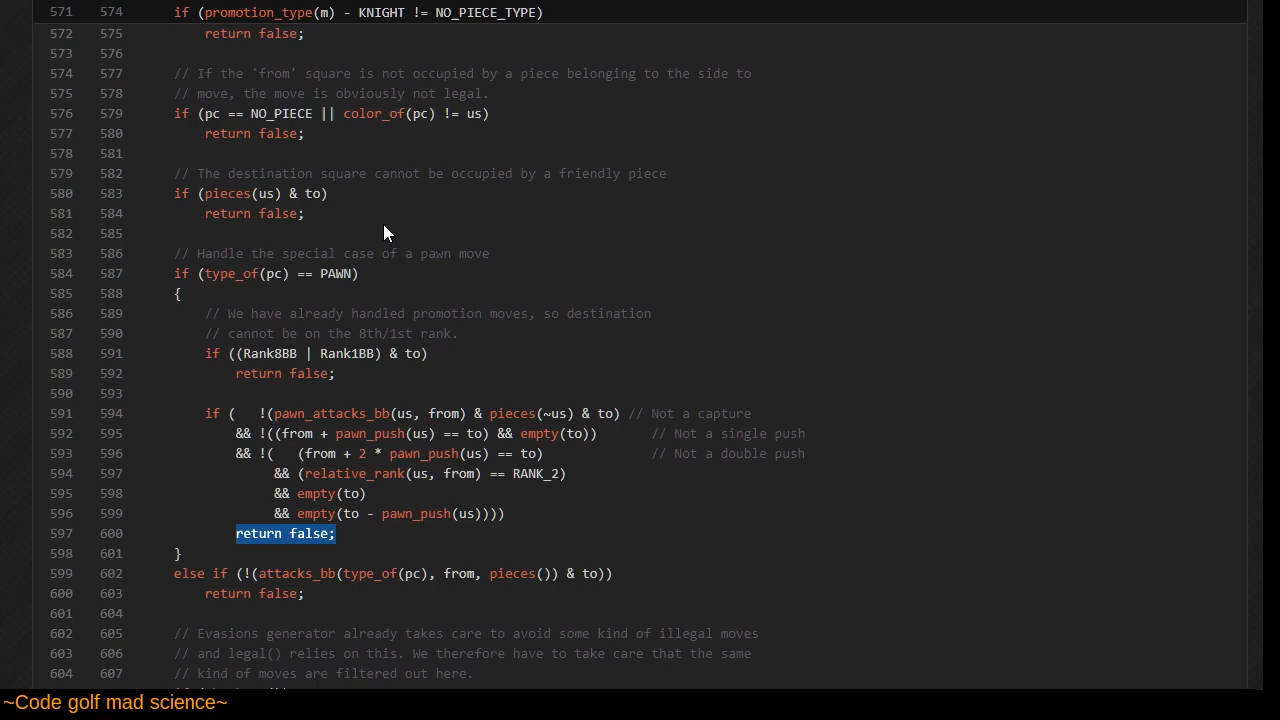 571 574 if (promotion_type(m) - KNIGHT != NO_PIECE_TYPE)
572 575 return false;
573 576
574 577 // If the 'from' square is not occupied by a piece belonging to the side to
575 578 // move, the move is obviously not legal.
576 579 if (pc == NO_PIECE || color_of(pc) != us)
577 580 return false;
578 581
579 582 // The destination square cannot be occupied by a friendly piece
580 583 if (pieces(us) & to)
581 584 return false;
582 585
583 586 // Handle the special case of a pawn move
584 587 if (type_of(pc) == PAWN)
585 588 {
586 589 // We have already handled promotion moves, so destination
587 590 // cannot be on the 8th/1st rank.
588 591 if ((Rank8BB | Rank1BB) & to)
589 592 return false;
590 593
591 594 if ( !(pawn_attacks_bb(us, from) & pieces(~us) & to) // Not a capture
592 595 && !((from + pawn_push(us) == to) && empty(to)) // Not a single push
593 596 && !( (from + 2 * pawn_push(us) == to) // Not a double push
594 597 && (relative_rank(us, from) == RANK_2)
595 598 && empty(to)
596 599 && empty(to - pawn_push(us))))
597 600 return false;
598 601 }
599 602 else if (!(attacks_bb(type_of(pc), from, pieces()) & to))
600 603 return false;
601 604
602 605 // Evasions generator already takes care to avoid some kind of illegal moves
603 606 // and legal() relies on this. We therefore have to take care that the same
604 607 // kind of moves are filtered out here.
~Code golf mad science~